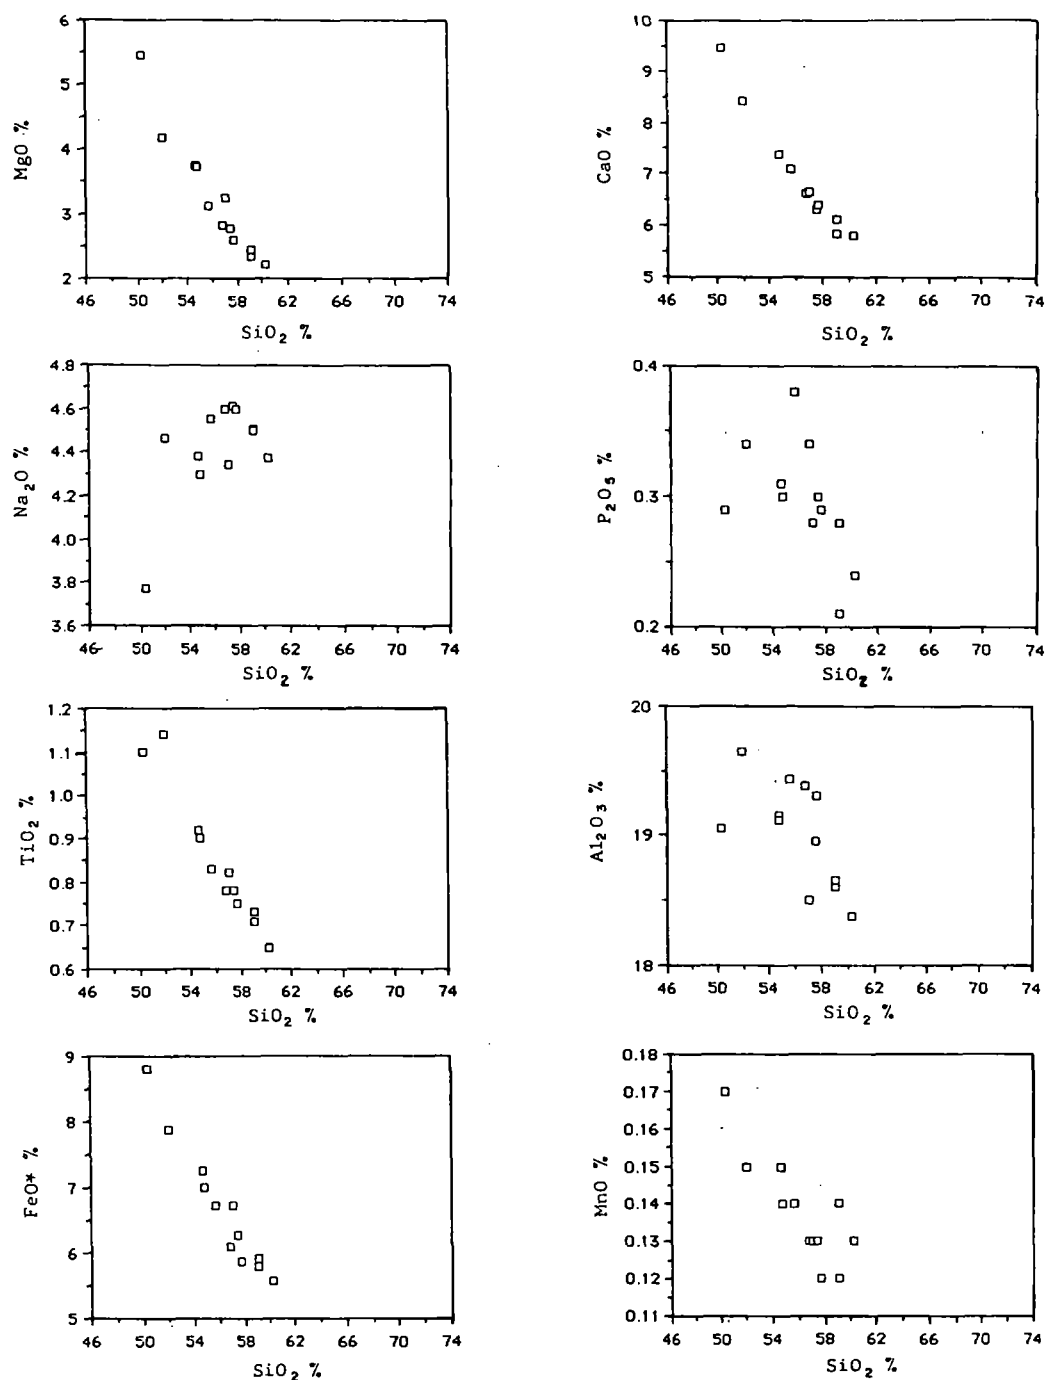 6
5
4
3
2
MgO %
46 50 54 58 62 66 70 74
SiO2 %
10
9
8
7
6
5
CaO %
46 50 54 58 62 66 70 74
SiO2 %
4.8
4.6
4.4
4.2
4.0
3.8
3.6
Na2O %
46 50 54 58 62 66 70 74
SiO2 %
0.4
0.3
0.2
P2O5 %
46 50 54 58 62 66 70 74
SiO2 %
1.2
1.1
1.0
0.9
0.8
0.7
0.6
TiO2 %
46 50 54 58 62 66 70 74
SiO2 %
20
19
18
Al2O3 %
46 50 54 58 62 66 70 74
SiO2 %
9
8
7
6
5
FeO* %
46 50 54 58 62 66 70 74
SiO2 %
0.18
0.17
0.16
0.15
0.14
0.13
0.12
0.11
MnO %
46 50 54 58 62 66 70 74
SiO2 %